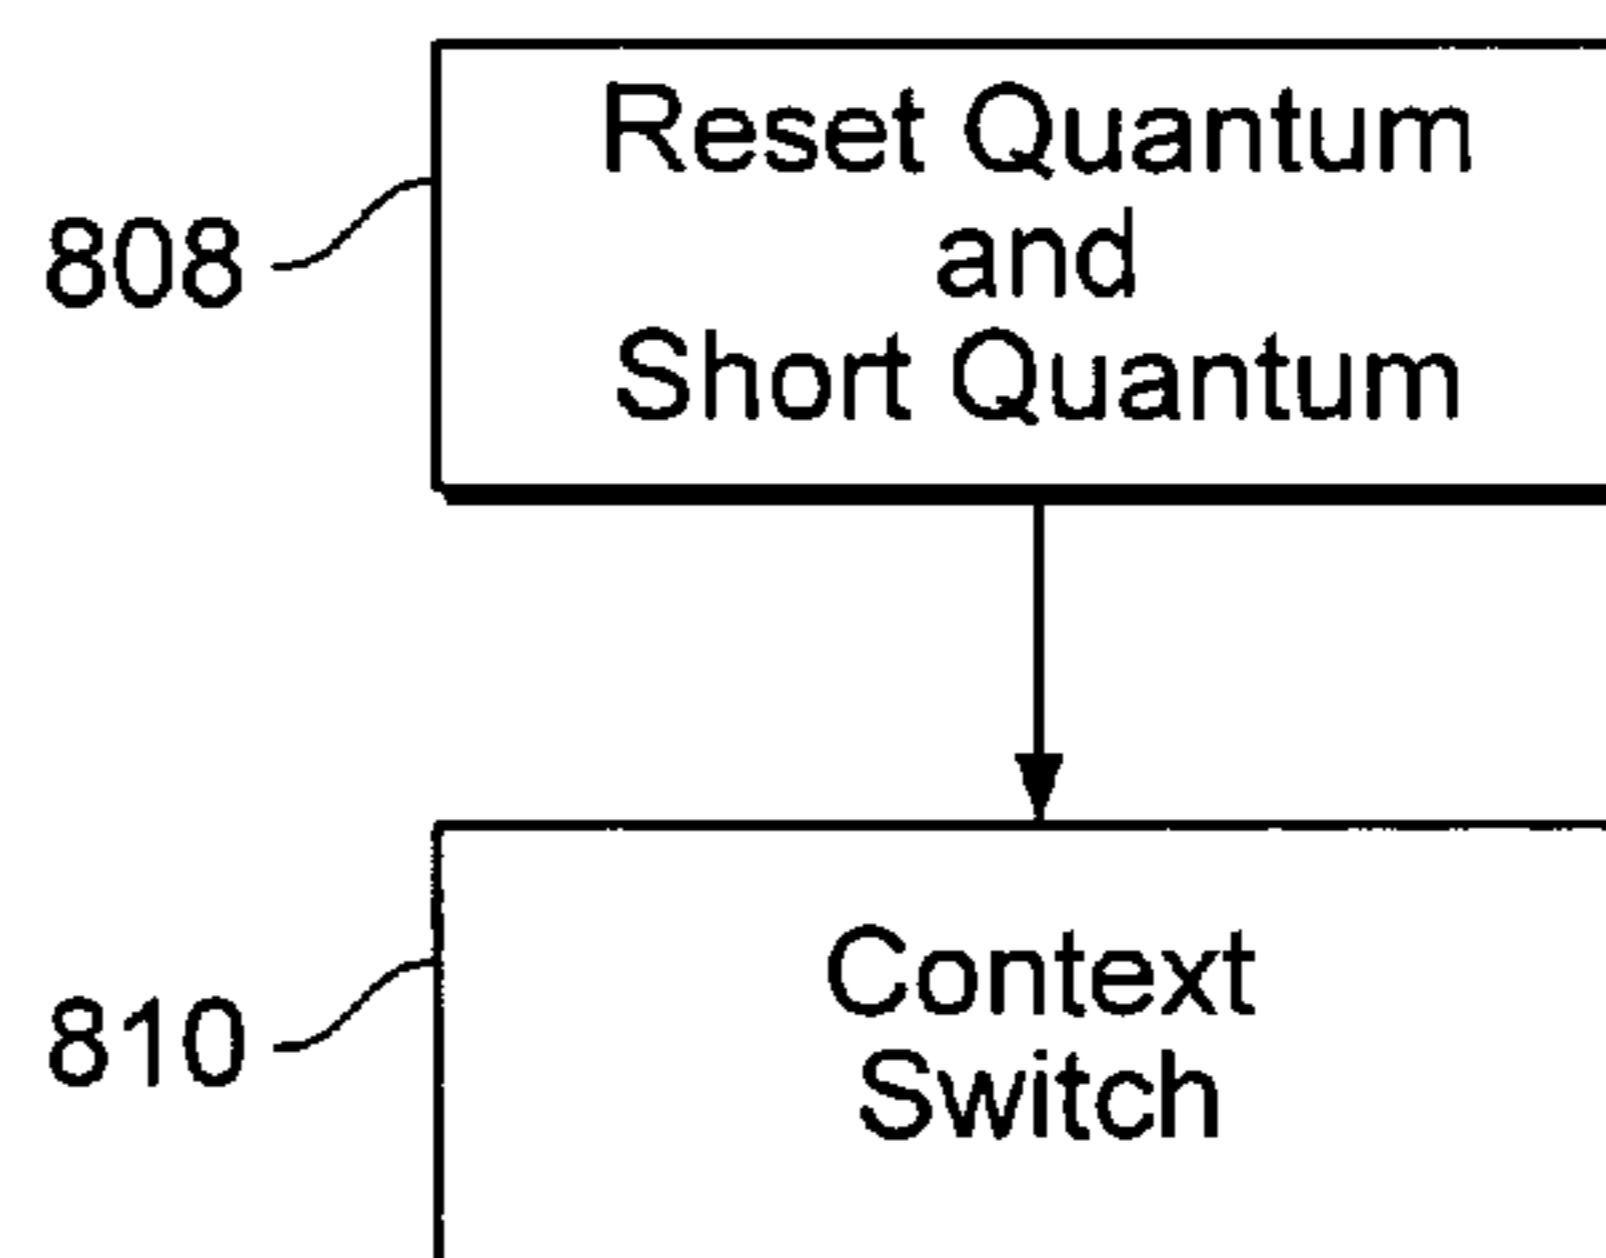 Reset Quantum
and
Short Quantum
808
Context
Switch
810